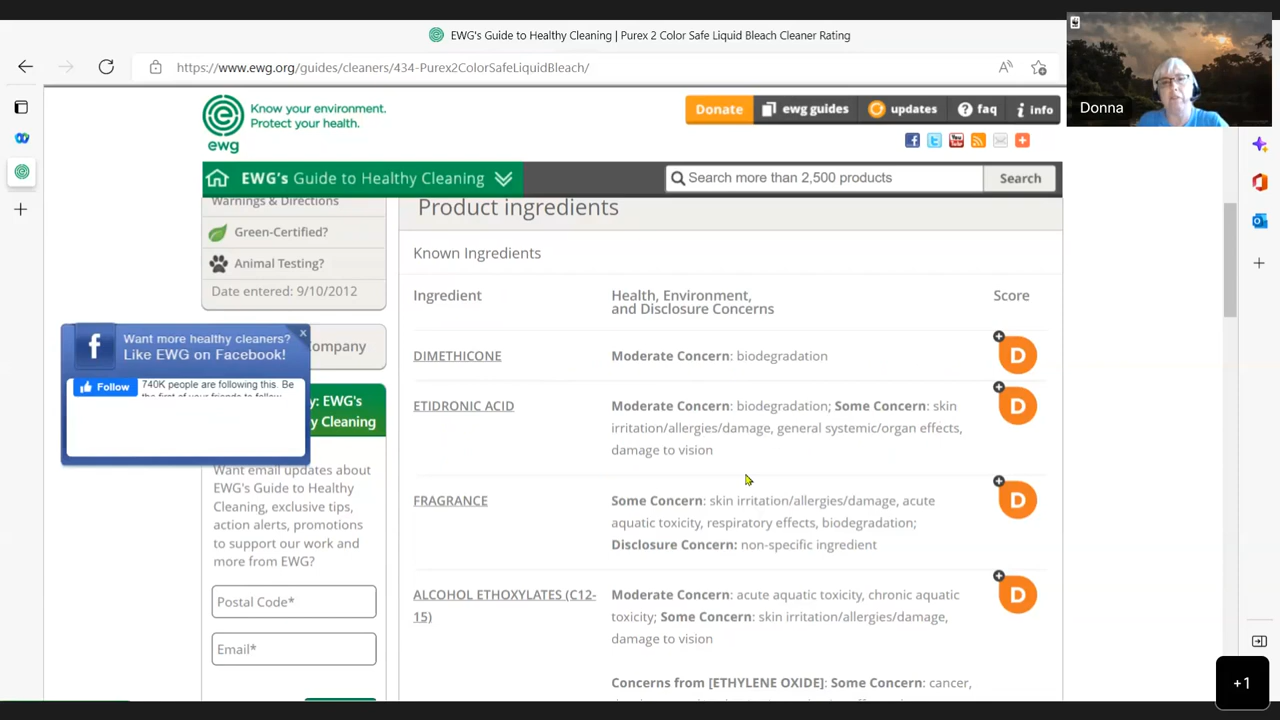 EWG's Guide to Healthy Cleaning | Purex 2 Color Safe Liquid Bleach Cleaner Rating
https://www.ewg.org/guides/cleaners/434-Purex2ColorSafeLiquidBleach/
Donna
ewg
Know your environment.
Protect your health.
Donate
ewg guides
updates
faq
info
EWG's Guide to Healthy Cleaning
Search more than 2,500 products
Search
Warnings & Directions
Green-Certified?
Animal Testing?
Date entered: 9/10/2012
Want more healthy cleaners?
Like EWG on Facebook!
Follow
740K people are following this. Be
the first of your friends to follow.
ompany
y: EWG's
y Cleaning
Want email updates about
EWG's Guide to Healthy
Cleaning, exclusive tips,
action alerts, promotions
to support our work and
more from EWG?
Postal Code*
Email*
Product ingredients
Known Ingredients
Ingredient
Health, Environment,
and Disclosure Concerns
Score
DIMETHICONE
Moderate Concern: biodegradation
D
ETIDRONIC ACID
Moderate Concern: biodegradation; Some Concern: skin
irritation/allergies/damage, general systemic/organ effects,
damage to vision
D
FRAGRANCE
Some Concern: skin irritation/allergies/damage, acute
aquatic toxicity, respiratory effects, biodegradation;
Disclosure Concern: non-specific ingredient
D
ALCOHOL ETHOXYLATES (C12-
15)
Moderate Concern: acute aquatic toxicity, chronic aquatic
toxicity; Some Concern: skin irritation/allergies/damage,
damage to vision
D
Concerns from [ETHYLENE OXIDE]: Some Concern: cancer,
+1